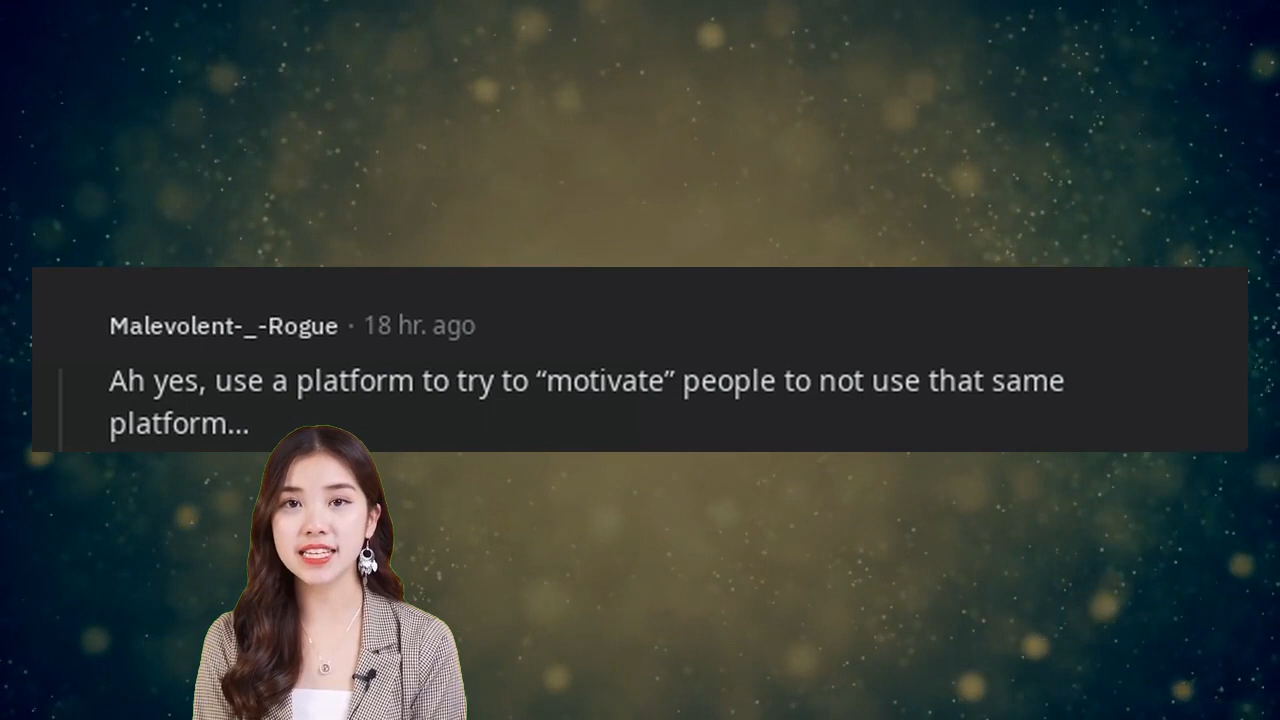 Malevolent-_-Rogue · 18 hr. ago
Ah yes, use a platform to try to “motivate” people to not use that same
platform...